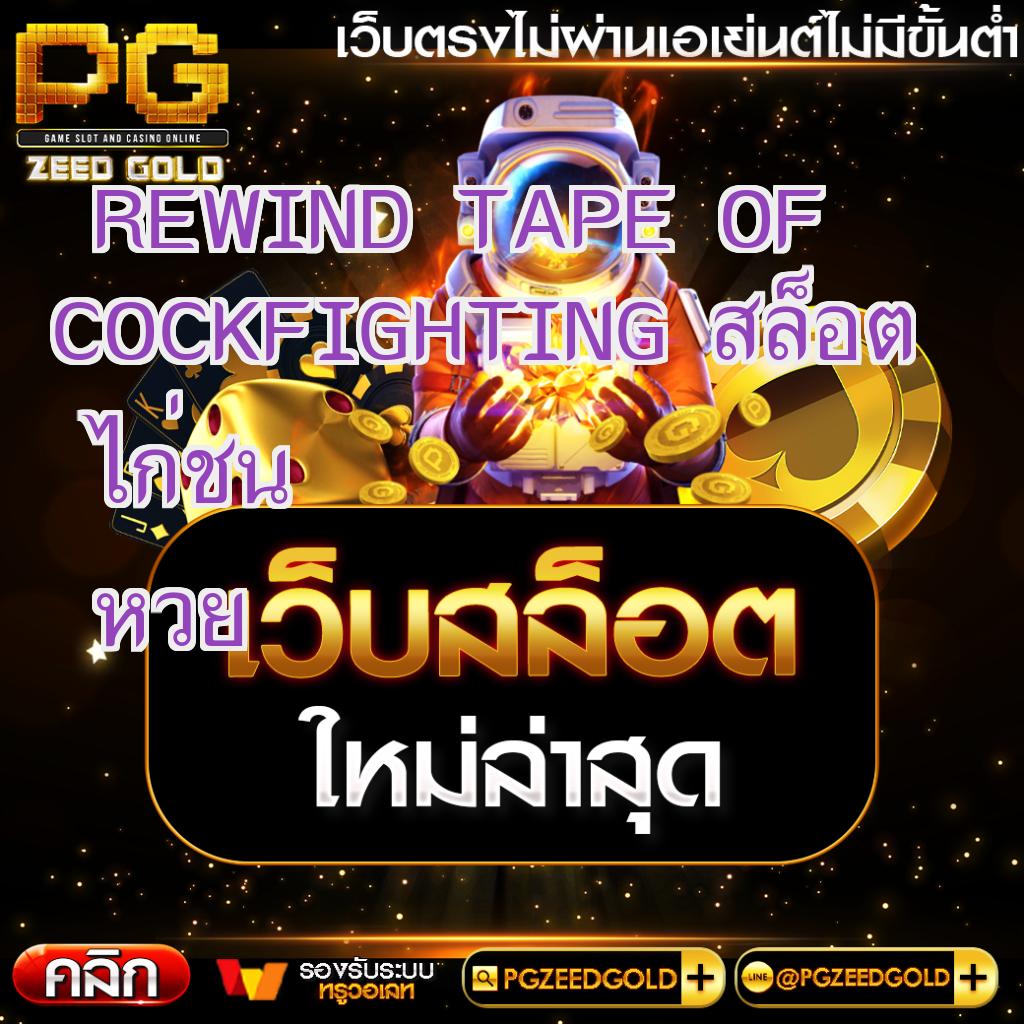 เว็บตรงไม่ผ่านเอเย่นต์ไม่มีขั้นต่ำ
PG
GAME SLOT AND CASINO ONLINE
ZEED GOLD
REWIND TAPE OF
COCKFIGHTING สล็อต
ไก่ชน
หวย
เว็บสล็อต
ใหม่ล่าสุด
คลิก
รองรับระบบ
ทรูวอเลท
PGZEEDGOLD
LINE
@PGZEEDGOLD
K
J